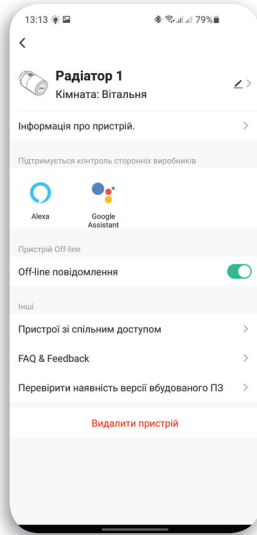 13:13 79%
Радіатор 1
Кімната: Вітальня
Інформація про пристрій.
Підтримується контроль сторонніх виробників
Alexa
Google
Assistant
Пристрій Off-line
Off-line повідомлення
Інші
Пристрої зі спільним доступом
FAQ & Feedback
Перевірити наявність версії вбудованого ПЗ
Видалити пристрій